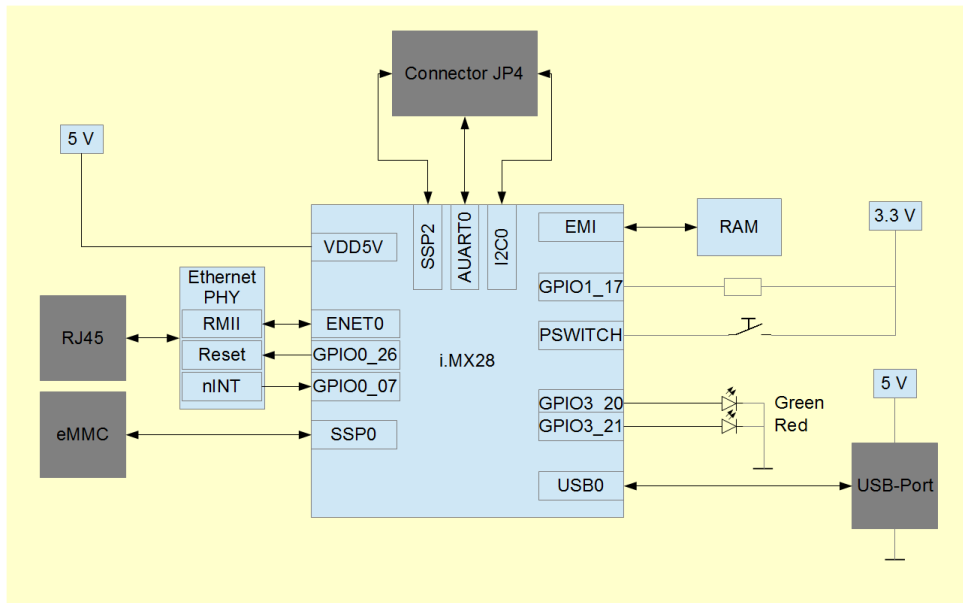 Connector JP4
5 V
SSP2
AUART0
I2C0
EMI
RAM
3.3 V
VDD5V
Ethernet
PHY
GPIO1_17
RJ45
RMII
ENET0
PSWITCH
Reset
GPIO0_26
i.MX28
nINT
GPIO0_07
5 V
GPIO3_20
Green
eMMC
SSP0
GPIO3_21
Red
USB0
USB-Port